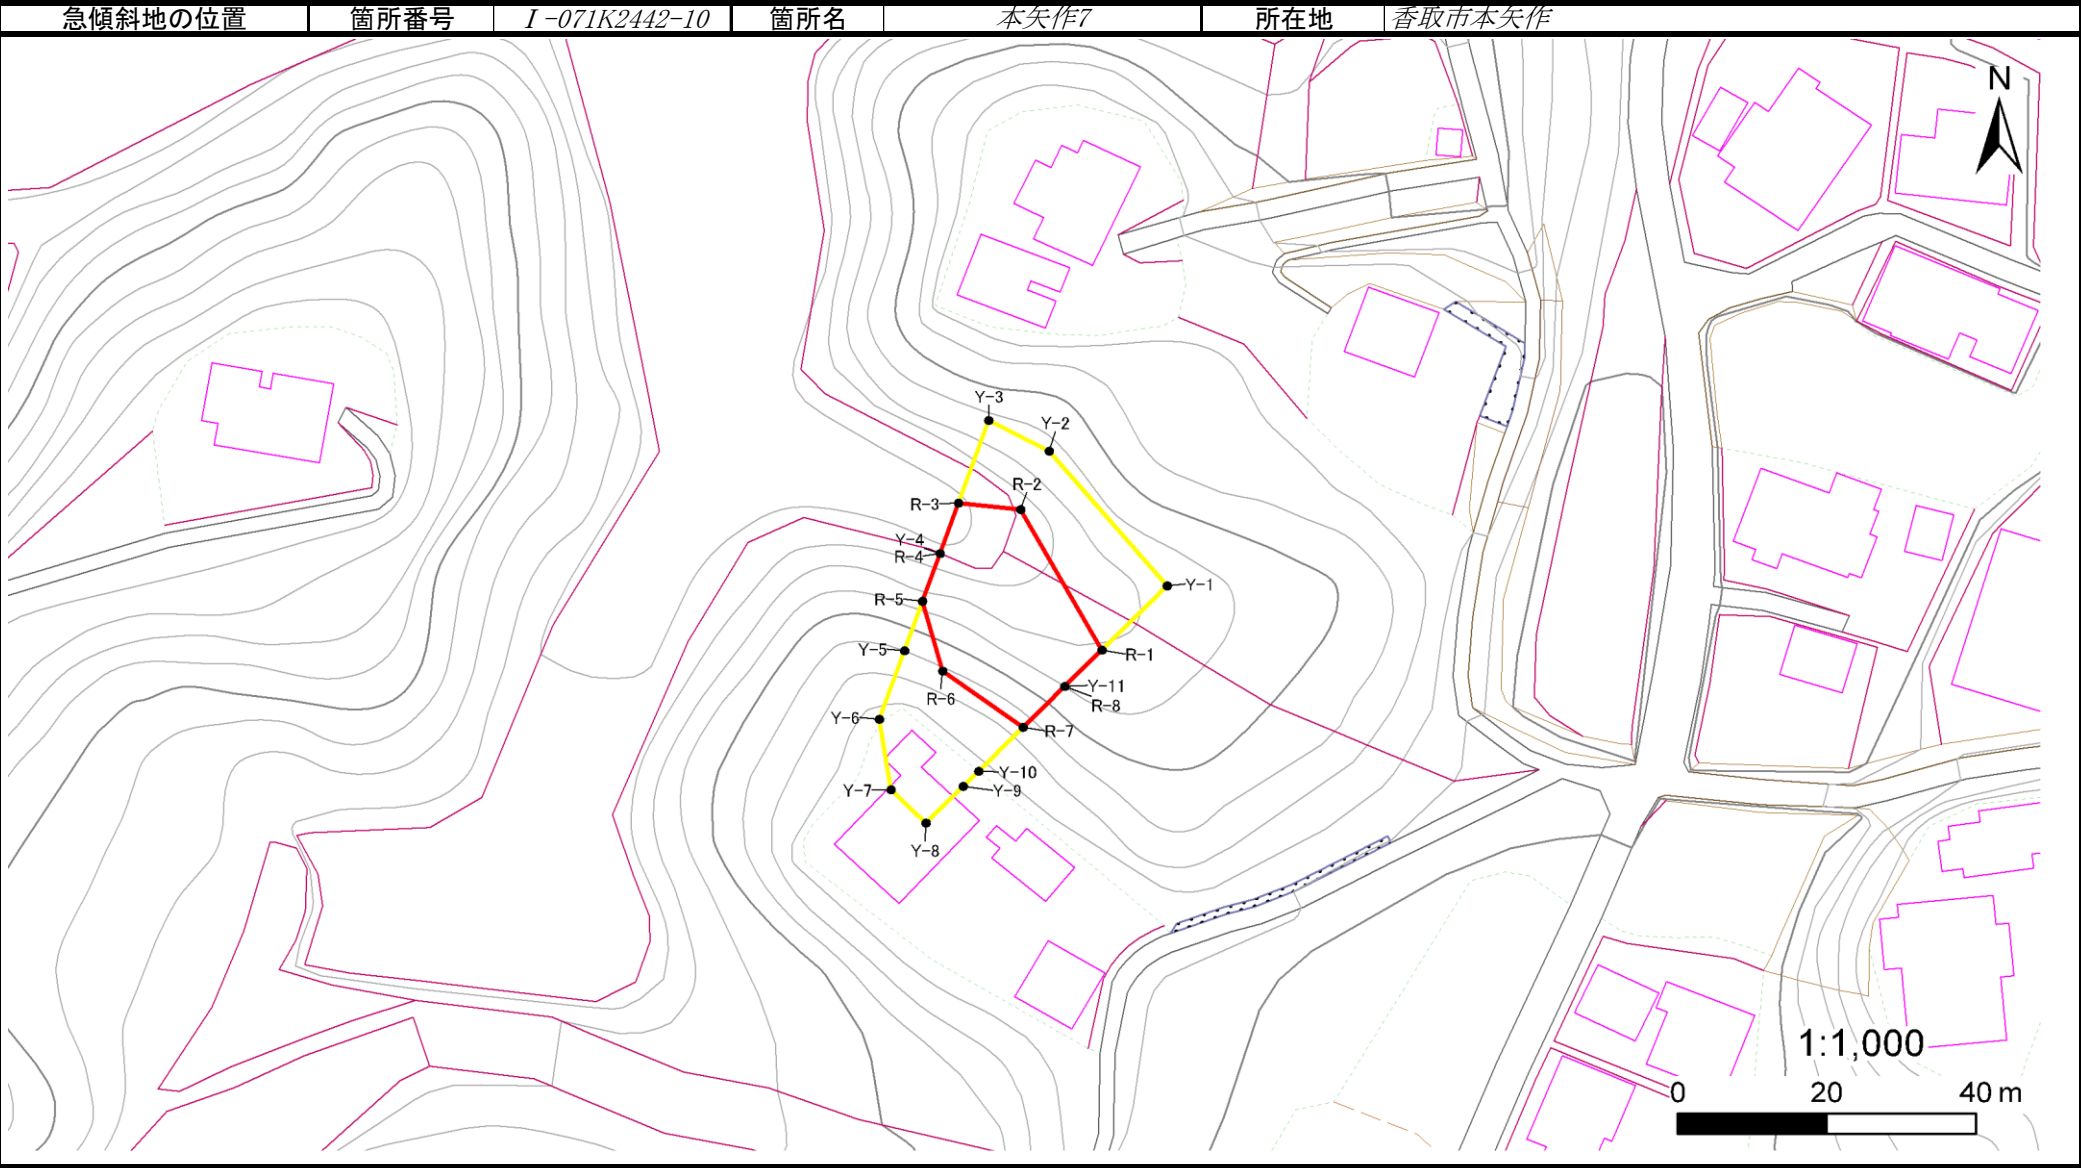 急傾斜地の位置 箇所番号 Ⅰ-071K2442-10 箇所名 本矢作7 所在地 香取市本矢作
N
Y-3
Y-2
R-2
R-3
Y-4
R-4
Y-1
R-5
Y-5
R-1
Y-11
R-6
R-8
Y-6
R-7
Y-10
Y-7
Y-9
Y-8
1:1,000
0 20 40 m